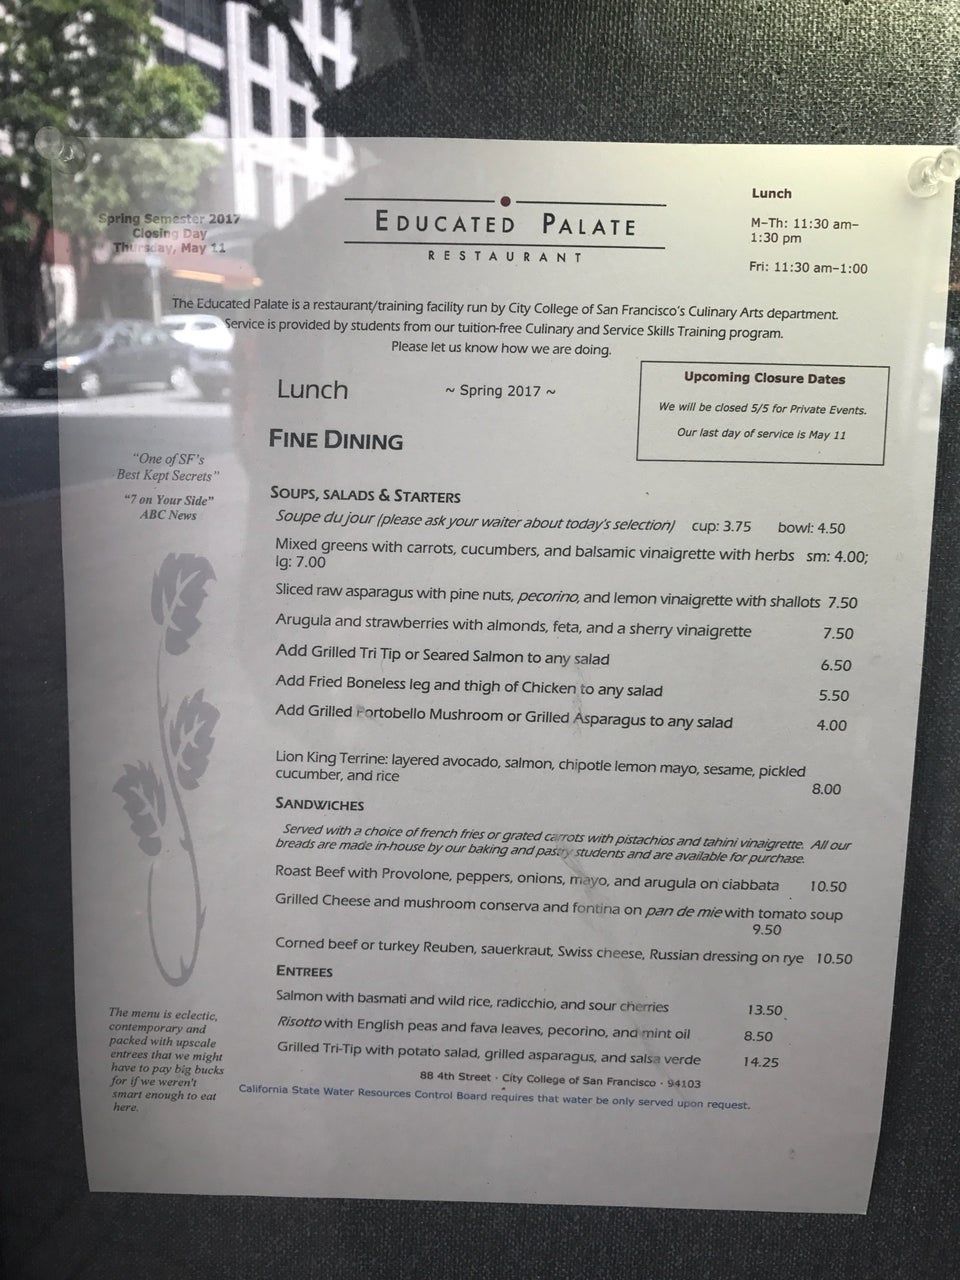 Spring Semester 2017
Closing Day
Thursday, May 11
EDUCATED PALATE
RESTAURANT
Lunch
M–Th: 11:30 am–
1:30 pm
Fri: 11:30 am–1:00
The Educated Palate is a restaurant/training facility run by City College of San Francisco's Culinary Arts department.
Service is provided by students from our tuition-free Culinary and Service Skills Training program.
Please let us know how we are doing.
Lunch ~ Spring 2017 ~
Upcoming Closure Dates
We will be closed 5/5 for Private Events.
Our last day of service is May 11
FINE DINING
"One of SF's
Best Kept Secrets"
"7 on Your Side"
ABC News
SOUPS, SALADS & STARTERS
Soupe du jour (please ask your waiter about today's selection) cup: 3.75 bowl: 4.50
Mixed greens with carrots, cucumbers, and balsamic vinaigrette with herbs sm: 4.00;
lg: 7.00
Sliced raw asparagus with pine nuts, pecorino, and lemon vinaigrette with shallots 7.50
Arugula and strawberries with almonds, feta, and a sherry vinaigrette 7.50
Add Grilled Tri Tip or Seared Salmon to any salad 6.50
Add Fried Boneless leg and thigh of Chicken to any salad 5.50
Add Grilled Portobello Mushroom or Grilled Asparagus to any salad 4.00
Lion King Terrine: layered avocado, salmon, chipotle lemon mayo, sesame, pickled
cucumber, and rice 8.00
SANDWICHES
Served with a choice of french fries or grated carrots with pistachios and tahini vinaigrette. All our
breads are made in-house by our baking and pastry students and are available for purchase.
Roast Beef with Provolone, peppers, onions, mayo, and arugula on ciabbata 10.50
Grilled Cheese and mushroom conserva and fontina on pan de mie with tomato soup
9.50
Corned beef or turkey Reuben, sauerkraut, Swiss cheese, Russian dressing on rye 10.50
ENTREES
Salmon with basmati and wild rice, radicchio, and sour cherries 13.50
Risotto with English peas and fava leaves, pecorino, and mint oil 8.50
Grilled Tri-Tip with potato salad, grilled asparagus, and salsa verde 14.25
The menu is eclectic,
contemporary and
packed with upscale
entrees that we might
have to pay big bucks
for if we weren't
smart enough to eat
here.
88 4th Street · City College of San Francisco · 94103
California State Water Resources Control Board requires that water be only served upon request.